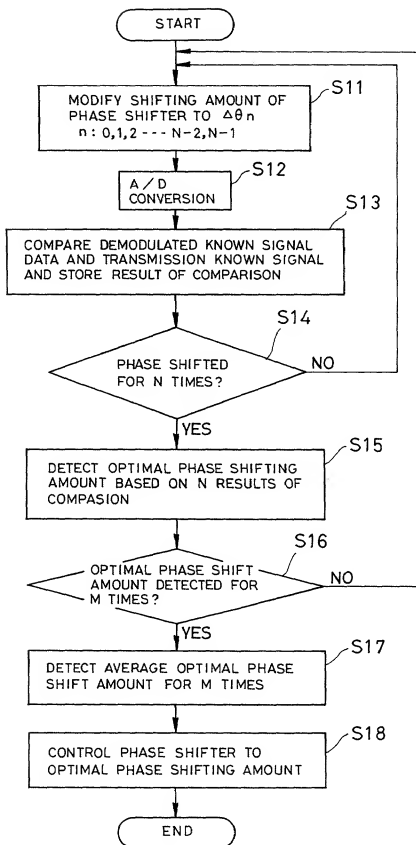 START
S11
MODIFY SHIFTING AMOUNT OF
PHASE SHIFTER TO Δθn
n : 0,1,2 --- N-2,N-1
S12
A/D
CONVERSION
S13
COMPARE DEMODULATED KNOWN SIGNAL
DATA AND TRANSMISSION KNOWN SIGNAL
AND STORE RESULT OF COMPARISON
S14
PHASE SHIFTED
FOR N TIMES?
NO
YES
S15
DETECT OPTIMAL PHASE SHIFTING
AMOUNT BASED ON N RESULTS OF
COMPASION
S16
OPTIMAL PHASE SHIFT
AMOUNT DETECTED FOR
M TIMES?
NO
YES
S17
DETECT AVERAGE OPTIMAL PHASE
SHIFT AMOUNT FOR M TIMES
S18
CONTROL PHASE SHIFTER TO
OPTIMAL PHASE SHIFTING AMOUNT
END